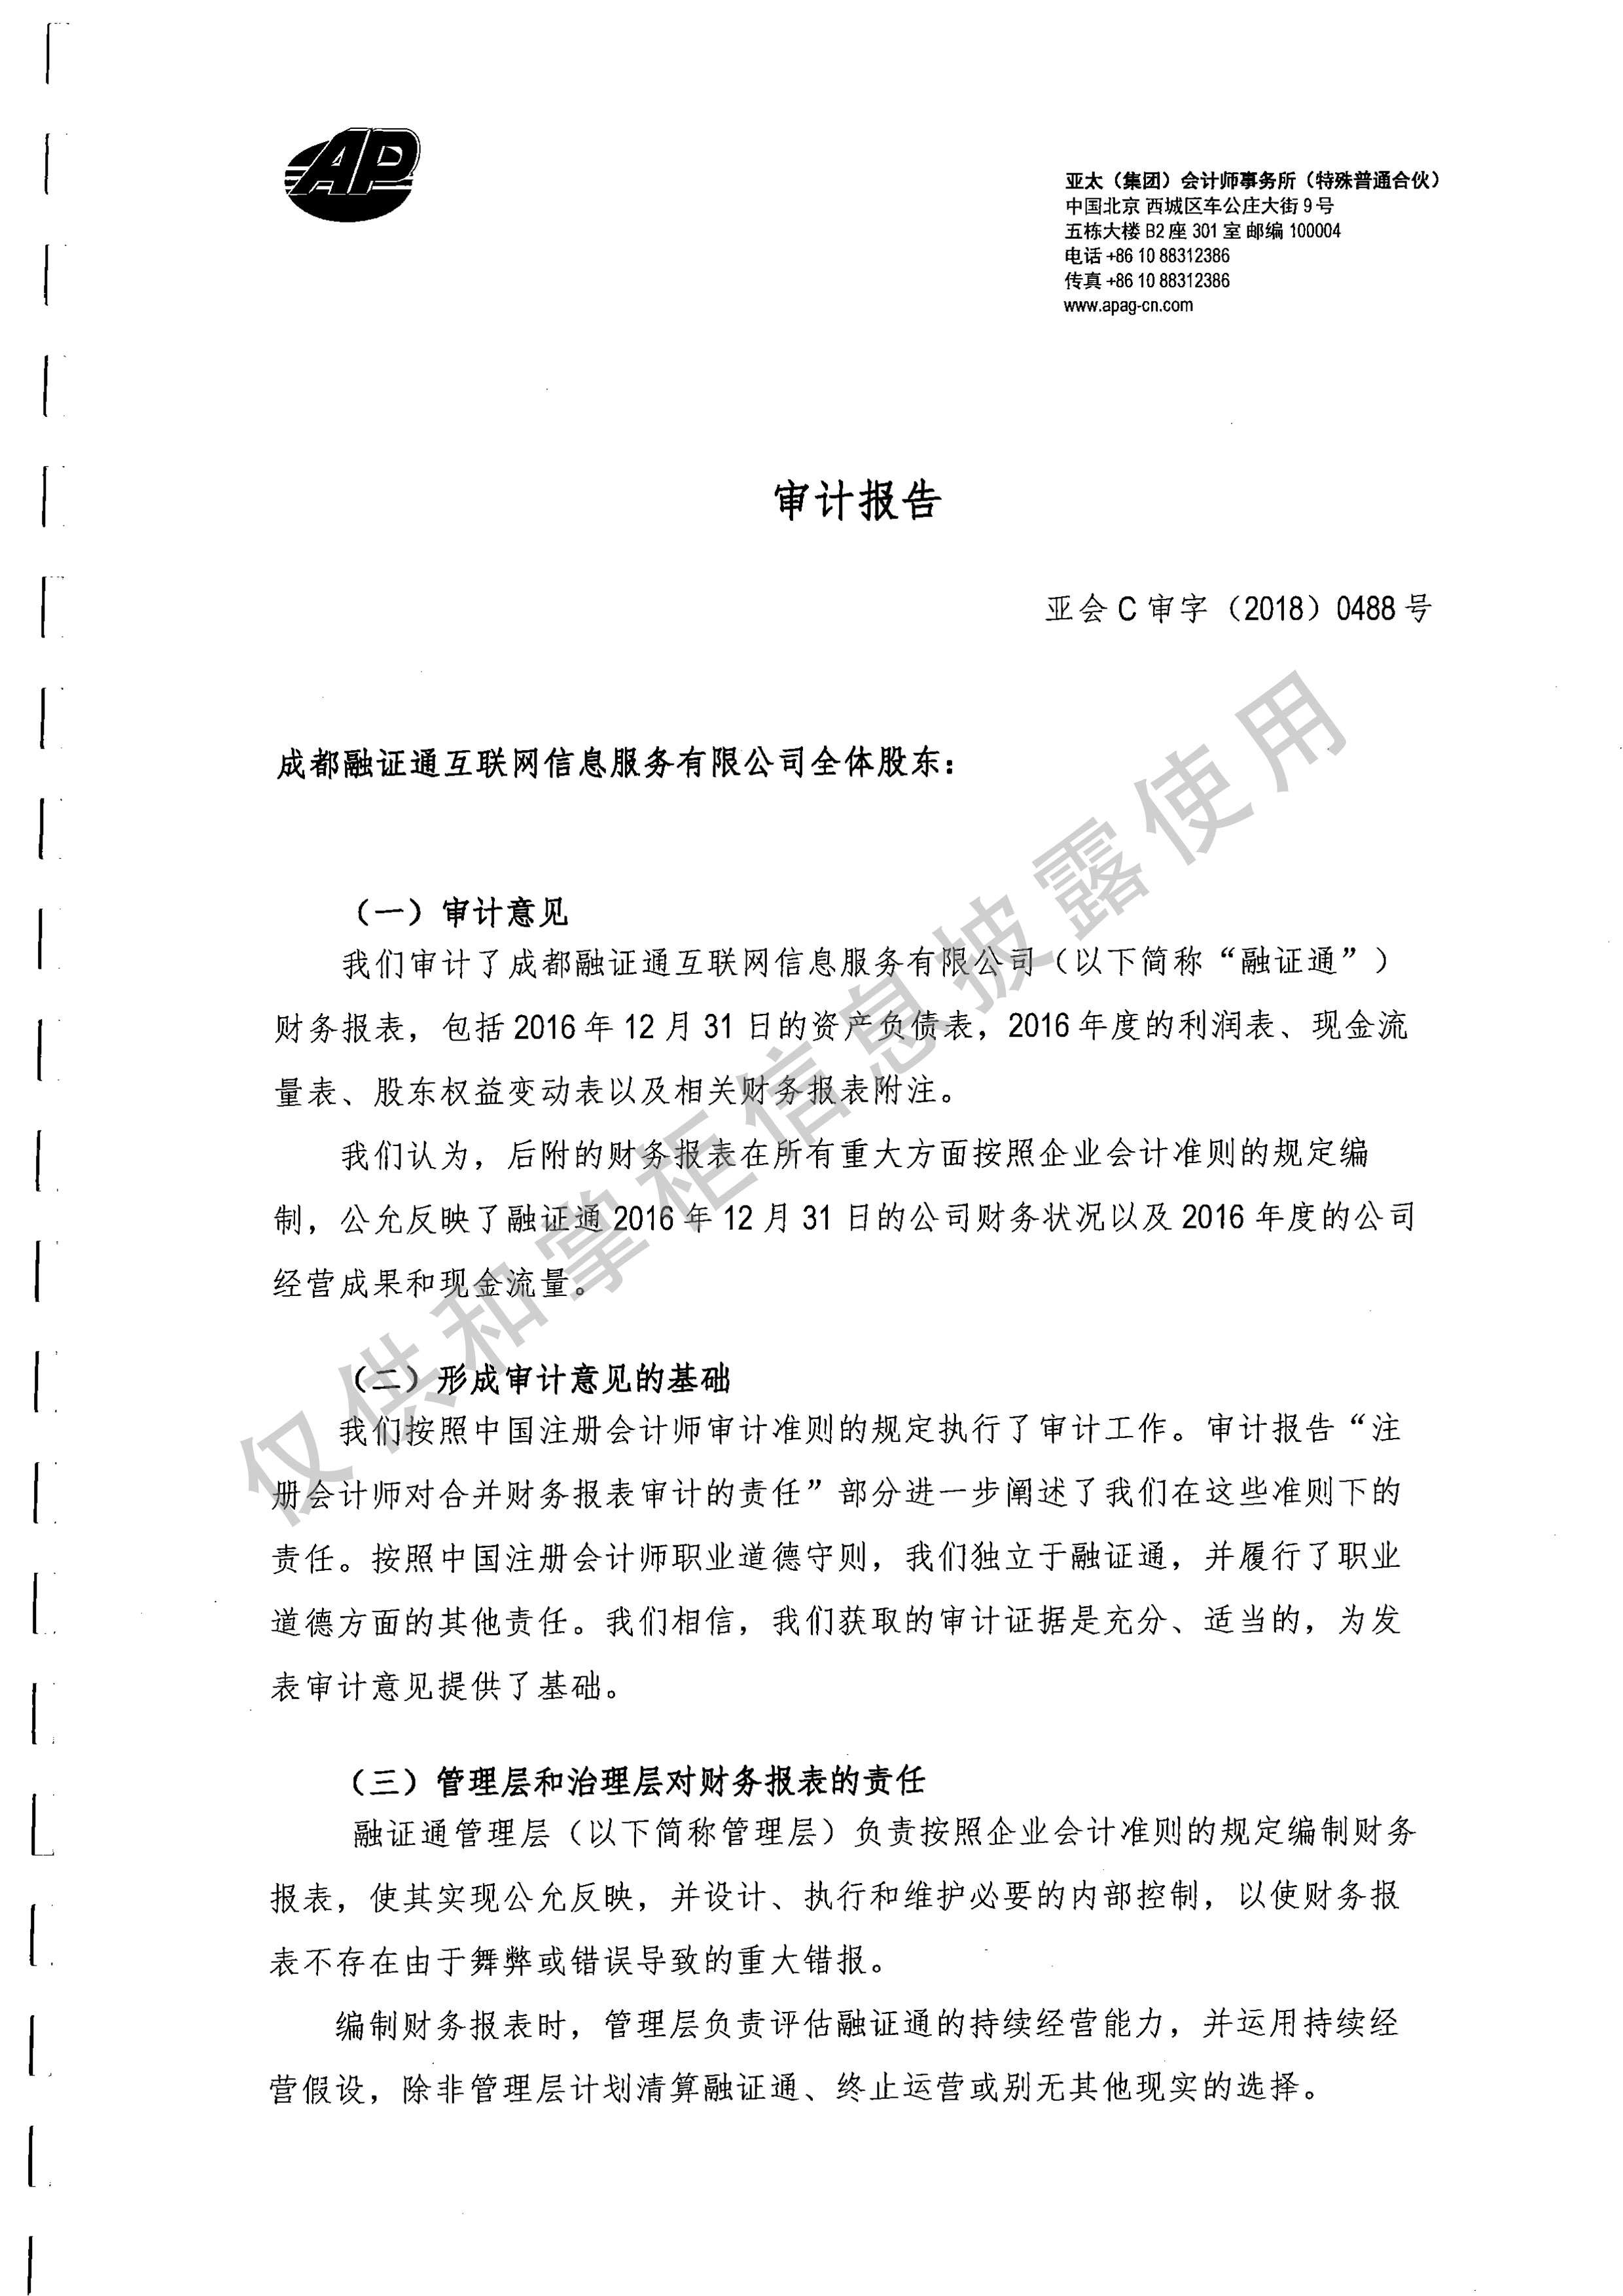 AP
亚太（集团）会计师事务所（特殊普通合伙）
中国北京 西城区车公庄大街 9 号
五栋大楼 B2 座 301 室 邮编 100004
电话 +86 10 88312386
传真 +86 10 88312386
www.apag-cn.com
审计报告
亚会 C 审字（2018）0488 号
成都融证通互联网信息服务有限公司全体股东：
（一）审计意见
我们审计了成都融证通互联网信息服务有限公司（以下简称“融证通”）
财务报表，包括 2016 年 12 月 31 日的资产负债表，2016 年度的利润表、现金流
量表、股东权益变动表以及相关财务报表附注。
我们认为，后附的财务报表在所有重大方面按照企业会计准则的规定编
制，公允反映了融证通 2016 年 12 月 31 日的公司财务状况以及 2016 年度的公司
经营成果和现金流量。
（二）形成审计意见的基础
我们按照中国注册会计师审计准则的规定执行了审计工作。审计报告“注
册会计师对合并财务报表审计的责任”部分进一步阐述了我们在这些准则下的
责任。按照中国注册会计师职业道德守则，我们独立于融证通，并履行了职业
道德方面的其他责任。我们相信，我们获取的审计证据是充分、适当的，为发
表审计意见提供了基础。
（三）管理层和治理层对财务报表的责任
融证通管理层（以下简称管理层）负责按照企业会计准则的规定编制财务
报表，使其实现公允反映，并设计、执行和维护必要的内部控制，以使财务报
表不存在由于舞弊或错误导致的重大错报。
编制财务报表时，管理层负责评估融证通的持续经营能力，并运用持续经
营假设，除非管理层计划清算融证通、终止运营或别无其他现实的选择。
仅供和掌柜信息披露使用